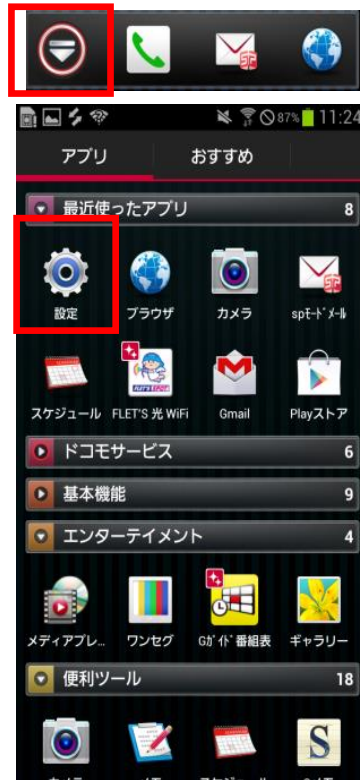 87% 11:24
アプリ おすすめ
最近使ったアプリ 8
設定 ブラウザ カメラ spﾓｰﾄﾞﾒｰﾙ
スケジュール FLET'S 光 WiFi Gmail Playストア
ドコモサービス 6
基本機能 9
エンターテイメント 4
メディアプレ... ワンセグ Gｶﾞｲﾄﾞ番組表 ギャラリー
便利ツール 18